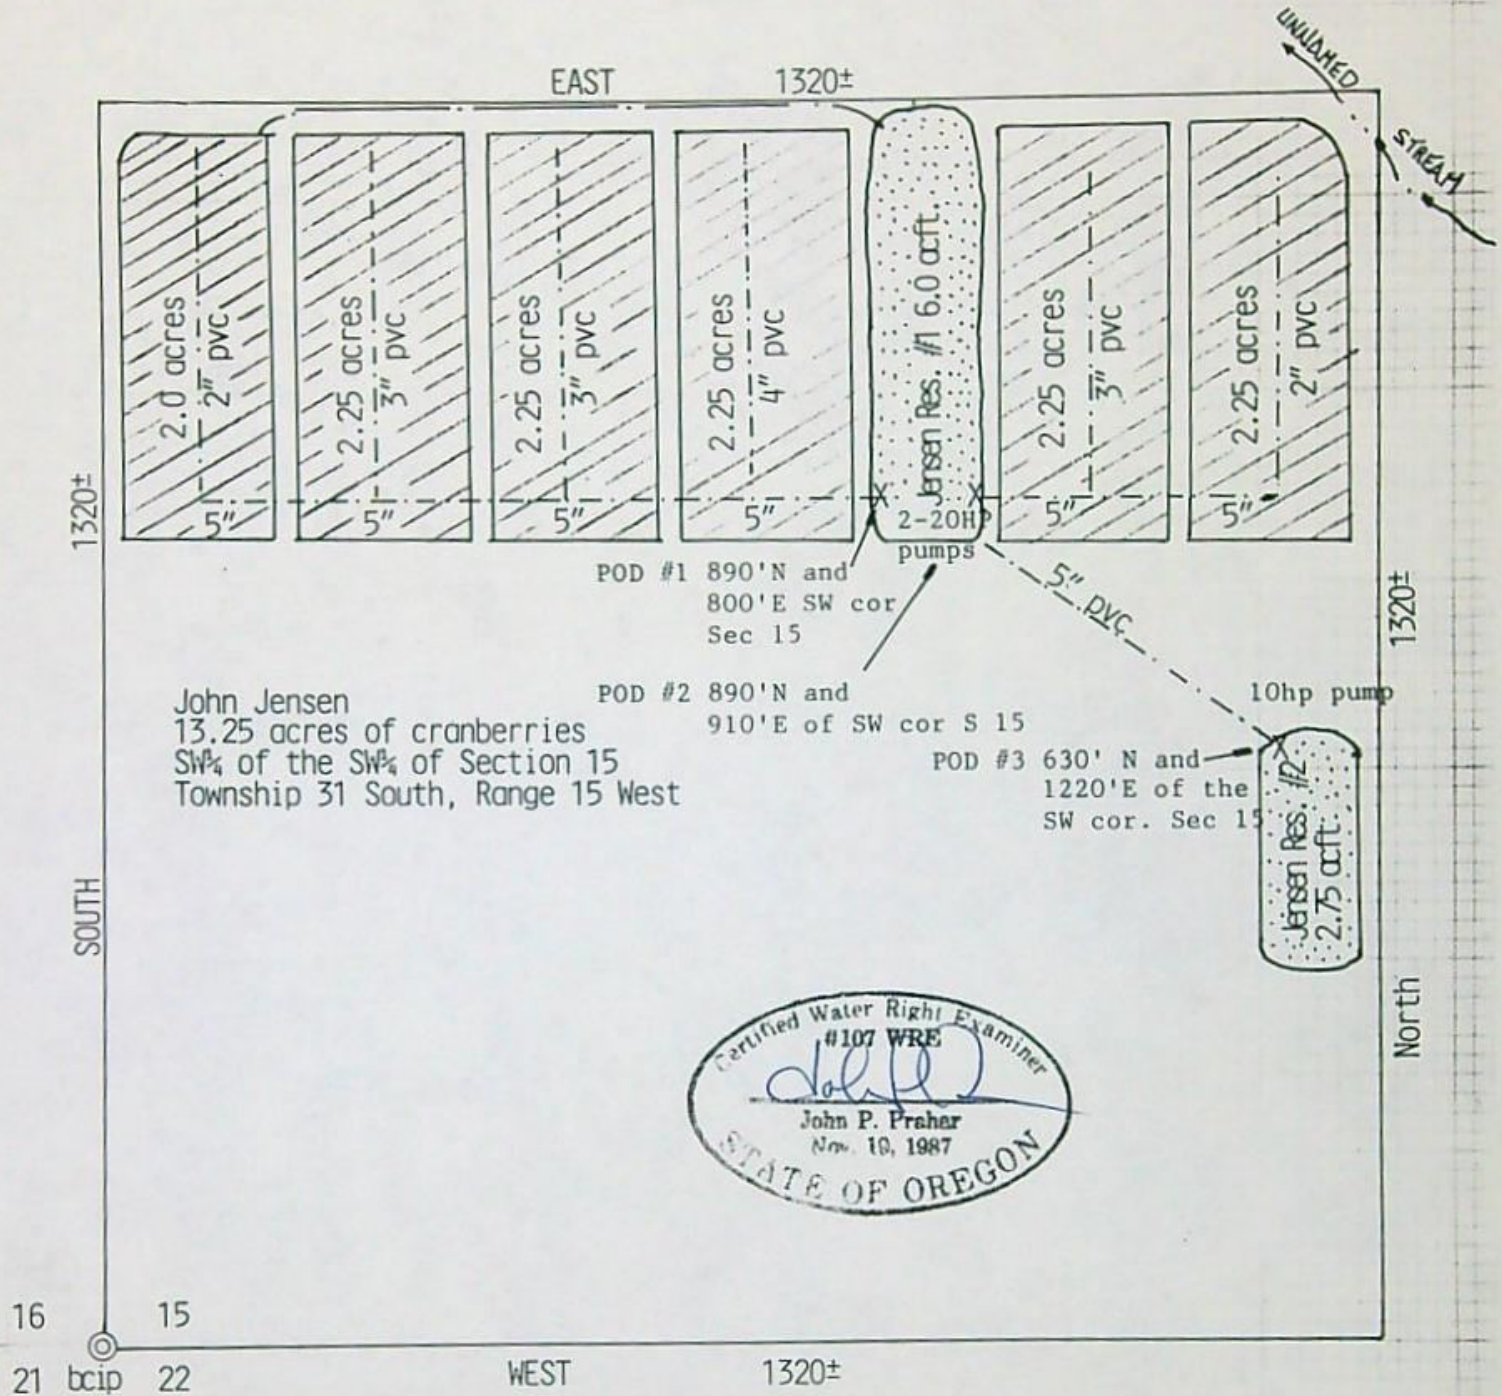 UNNAMED
STREAM
EAST 1320±
2.0 acres
2" pvc
2.25 acres
3" pvc
2.25 acres
3" pvc
2.25 acres
4" pvc
Jensen Res. #1 6.0 acft.
2.25 acres
3" pvc
2.25 acres
2" pvc
1320±
5"
5"
5"
5"
2-20HP
pumps
5"
5"
POD #1 890'N and
800'E SW cor
Sec 15
5" pvc
1320±
John Jensen
13.25 acres of cranberries
SW¼ of the SW¼ of Section 15
Township 31 South, Range 15 West
POD #2 890'N and
910'E of SW cor S 15
10hp pump
POD #3 630' N and
1220'E of the
SW cor. Sec 15
Jensen Res. #2
2.75 acft.
SOUTH
North
Certified Water Right Examiner
#107 WRE
John P. Praher
Nov. 19, 1987
STATE OF OREGON
16 15
21 bcip 22
WEST 1320±